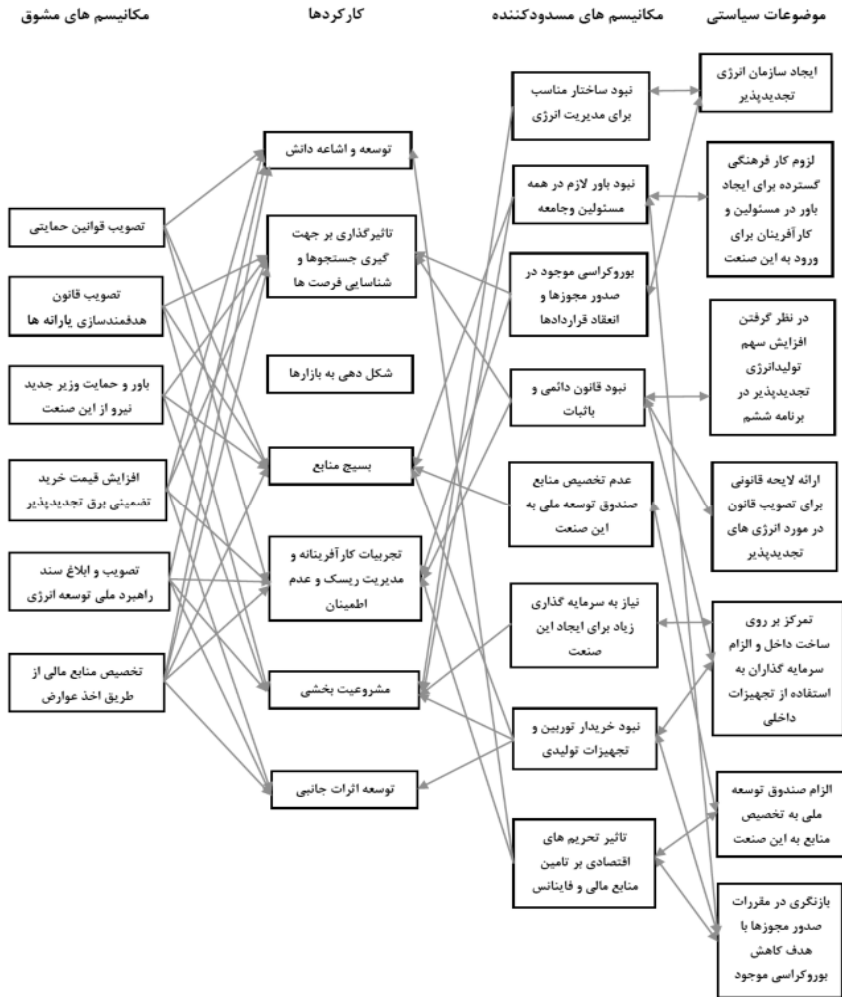 موضوعات سیاستی
مکانیسم های مسدودکننده
کارکردها
مکانیسم های مشوق
ایجاد سازمان انرژی
تجدیدپذیر
لزوم کار فرهنگی
گسترده برای ایجاد
باور در مسئولین و
کارآفرینان برای
ورود به این صنعت
در نظر گرفتن
افزایش سهم
تولیدانرژی
تجدیدپذیر در
برنامه ششم
ارائه لایحه قانونی
برای تصویب قانون
در مورد انرژی های
تجدیدپذیر
تمرکز بر روی
ساخت داخل و الزام
سرمایه گذاران به
استفاده از تجهیزات
داخلی
الزام صندوق توسعه
ملی به تخصیص
منابع به این صنعت
بازنگری در مقررات
صدور مجوزها با
هدف کاهش
بوروکراسی موجود
نبود ساختار مناسب
برای مدیریت انرژی
نبود باور لازم در همه
مسئولین وجامعه
بوروکراسی موجود در
صدور مجوزها و
انعقاد قراردادها
نبود قانون دائمی و
باثبات
عدم تخصیص منابع
صندوق توسعه ملی به
این صنعت
نیاز به سرمایه گذاری
زیاد برای ایجاد این
صنعت
نبود خریدار توربین و
تجهیزات تولیدی
تاثیر تحریم های
اقتصادی بر تامین
منابع مالی و فاینانس
توسعه و اشاعه دانش
تاثیرگذاری بر جهت
گیری جستجوها و
شناسایی فرصت ها
شکل دهی به بازارها
بسیج منابع
تجربیات کارآفرینانه و
مدیریت ریسک و عدم
اطمینان
مشروعیت بخشی
توسعه اثرات جانبی
تصویب قوانین حمایتی
تصویب قانون
هدفمندسازی یارانه ها
باور و حمایت وزیر جدید
نیرو از این صنعت
افزایش قیمت خرید
تضمینی برق تجدیدپذیر
تصویب و ابلاغ سند
راهبرد ملی توسعه انرژی
تخصیص منابع مالی از
طریق اخذ عوارض